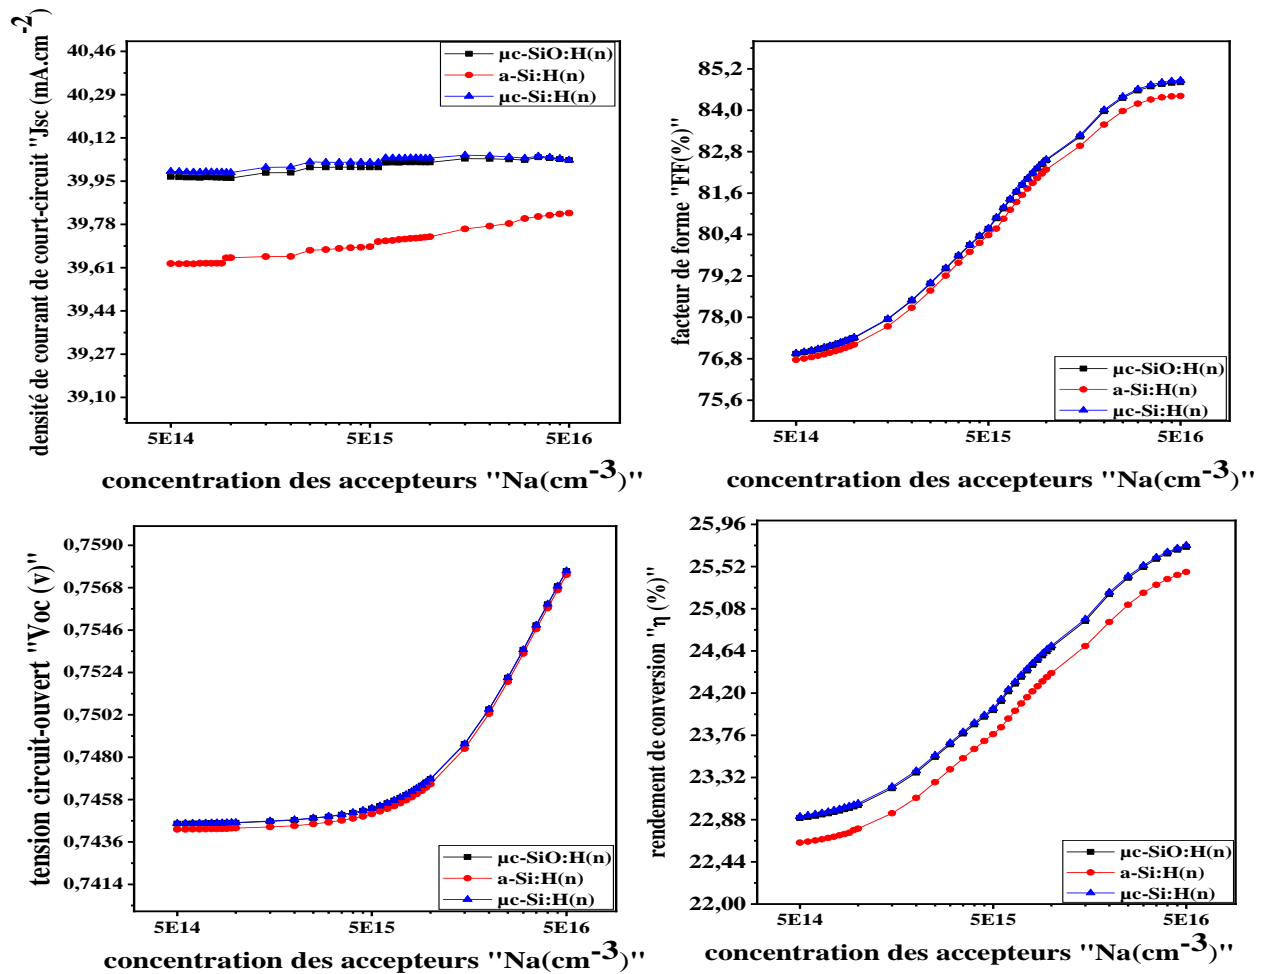 densité de courant de court-circuit "Jsc (mA.cm-2
40,46
40,29
40,12
39,95
39,78
39,61
39,44
39,27
39,10
µc-SiO:H(n)
a-Si:H(n)
µc-Si:H(n)
5E14
5E15
5E16
concentration des accepteurs "Na(cm-3)"
facteur de forme "FF(%)"
85,2
84,0
82,8
81,6
80,4
79,2
78,0
76,8
75,6
µc-SiO:H(n)
a-Si:H(n)
µc-Si:H(n)
5E14
5E15
5E16
concentration des accepteurs "Na(cm-3)"
tension circuit-ouvert "Voc (v)"
0,7590
0,7568
0,7546
0,7524
0,7502
0,7480
0,7458
0,7436
0,7414
µc-SiO:H(n)
a-Si:H(n)
µc-Si:H(n)
5E14
5E15
5E16
concentration des accepteurs "Na(cm-3)"
rendement de conversion "η (%)"
25,96
25,52
25,08
24,64
24,20
23,76
23,32
22,88
22,44
22,00
µc-SiO:H(n)
a-Si:H(n)
µc-Si:H(n)
5E14
5E15
5E16
concentration des accepteurs "Na(cm-3)"